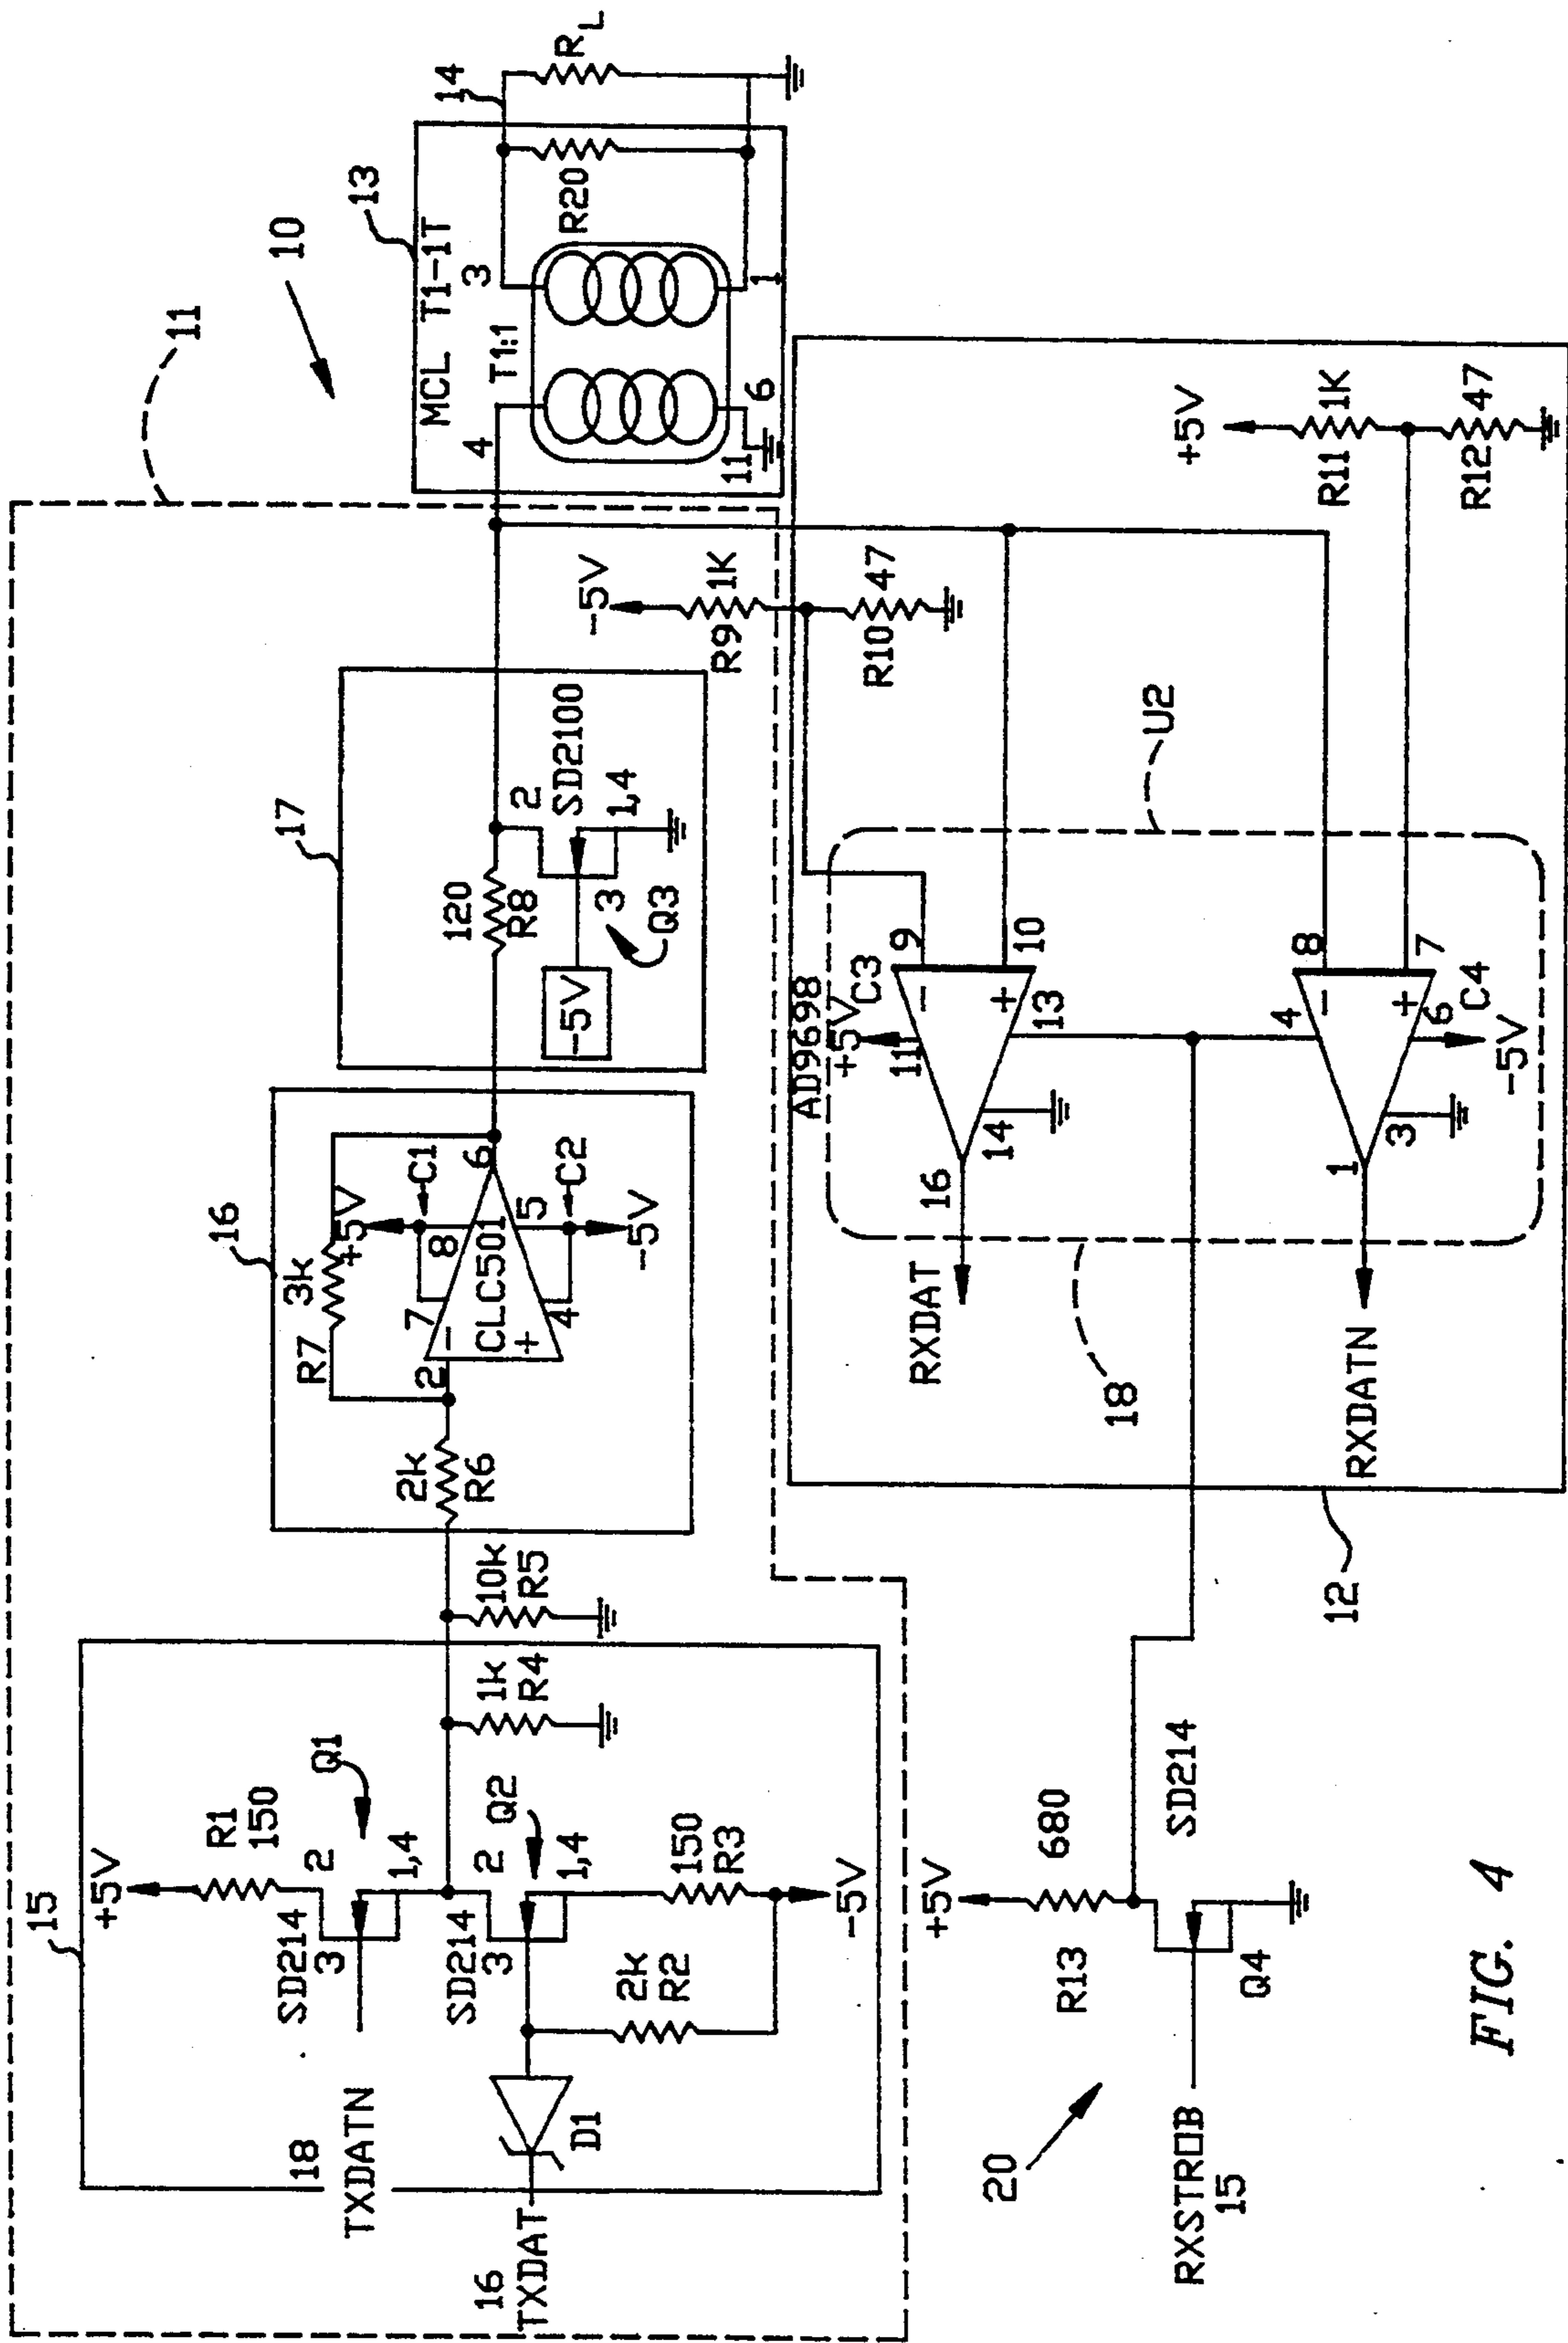 11
10
13
14
MCL T1-1T
T1:1
4
3
11
6
1
R20
RL
15
+5V
R1
150
SD214
2
3
Q1
1,4
18
TXDATN
SD214
2
3
Q2
1,4
16
TXDAT
D1
2k
R2
150
R3
-5V
1k
R4
10k
R5
16
2k
R6
R7
3k
+5V
C1
2
7
8
6
CLC501
-
+
4
5
C2
-5V
17
120
R8
2
SD2100
-5V
3
1,4
Q3
-5V
R9
1K
R10
47
U2
AD9698
+5V
C3
11
9
-
+
10
13
14
16
RXDAT
4
8
-
+
7
6
C4
-5V
3
1
RXDATN
18
12
+5V
R11
1K
R12
47
20
+5V
R13
680
SD214
Q4
RXSTROB
15
FIG. 4